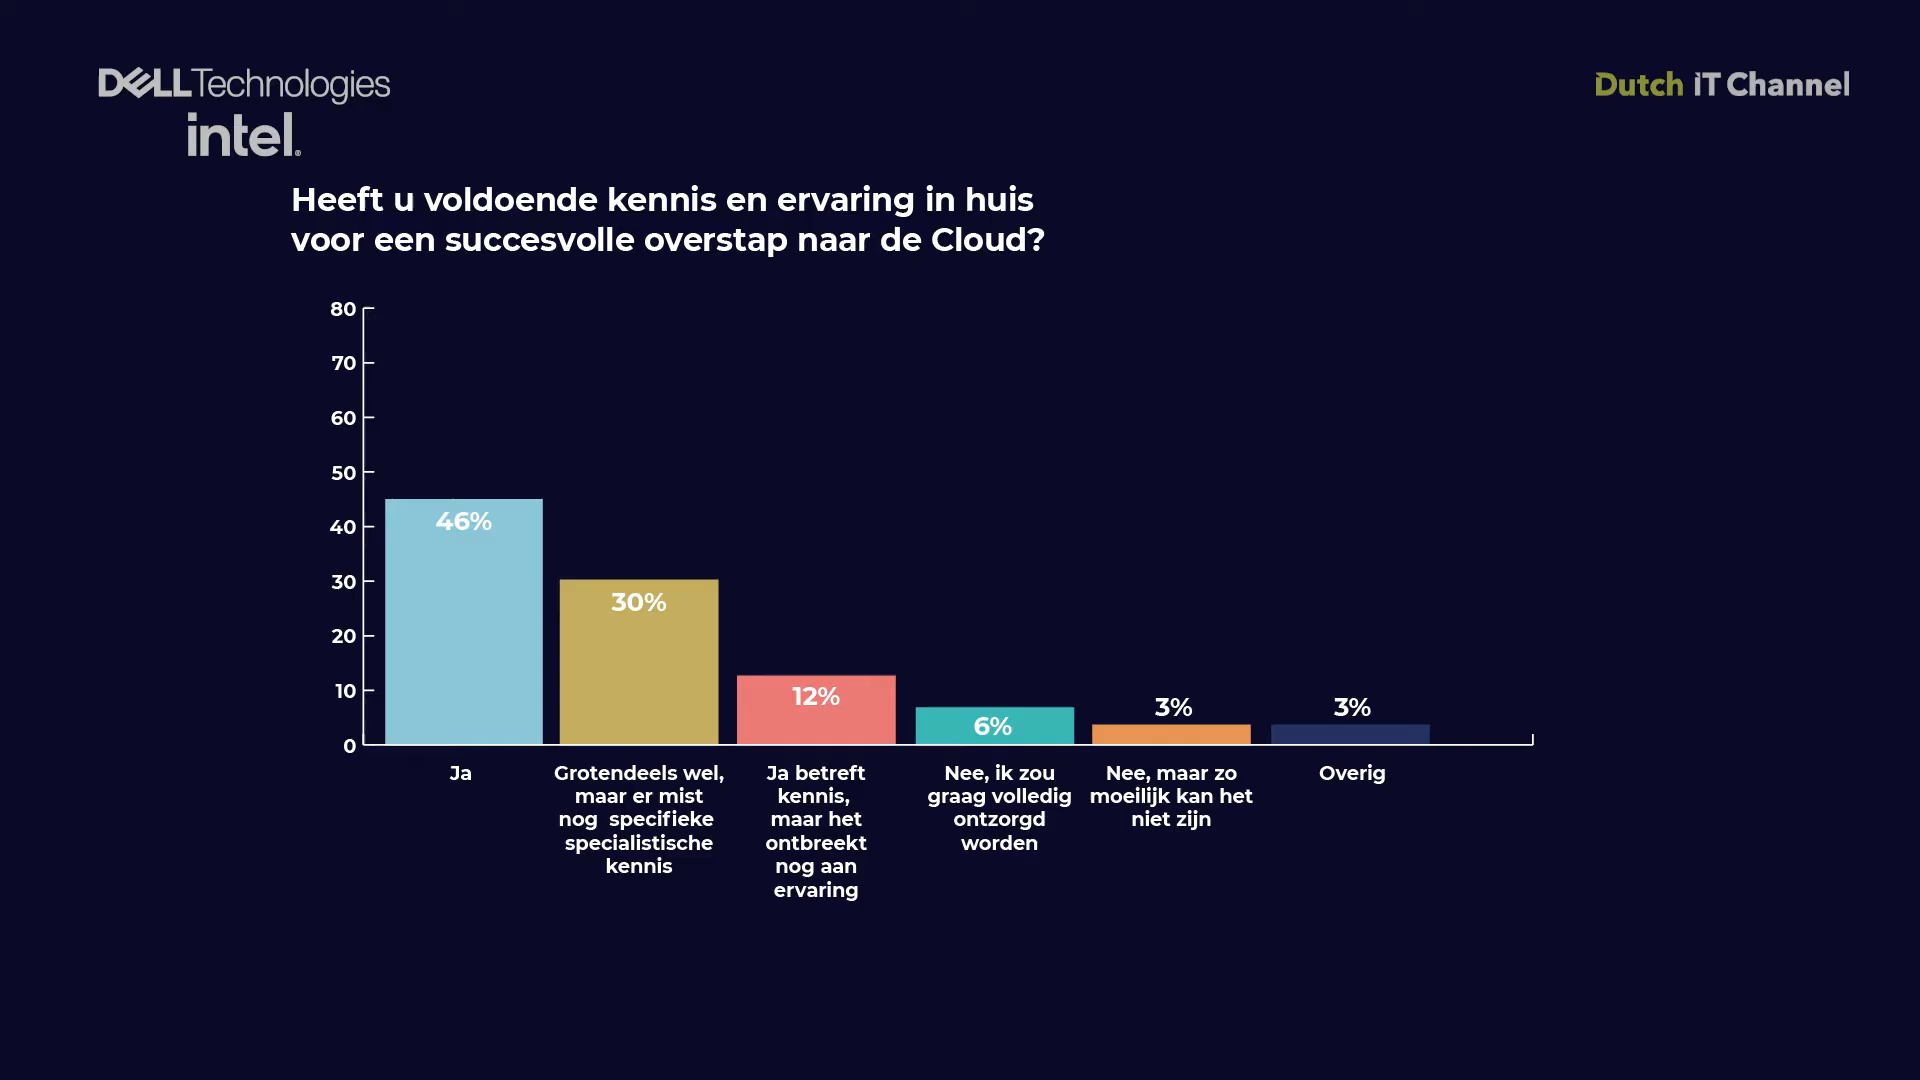 DELL Technologies
intel.
Dutch IT Channel
Heeft u voldoende kennis en ervaring in huis
voor een succesvolle overstap naar de Cloud?
80
70
60
50
40
30
20
10
0
46%
30%
12%
6%
3%
3%
Ja
Grotendeels wel,
maar er mist
nog specifieke
specialistische
kennis
Ja betreft
kennis,
maar het
ontbreekt
nog aan
ervaring
Nee, ik zou
graag volledig
ontzorgd
worden
Nee, maar zo
moeilijk kan het
niet zijn
Overig